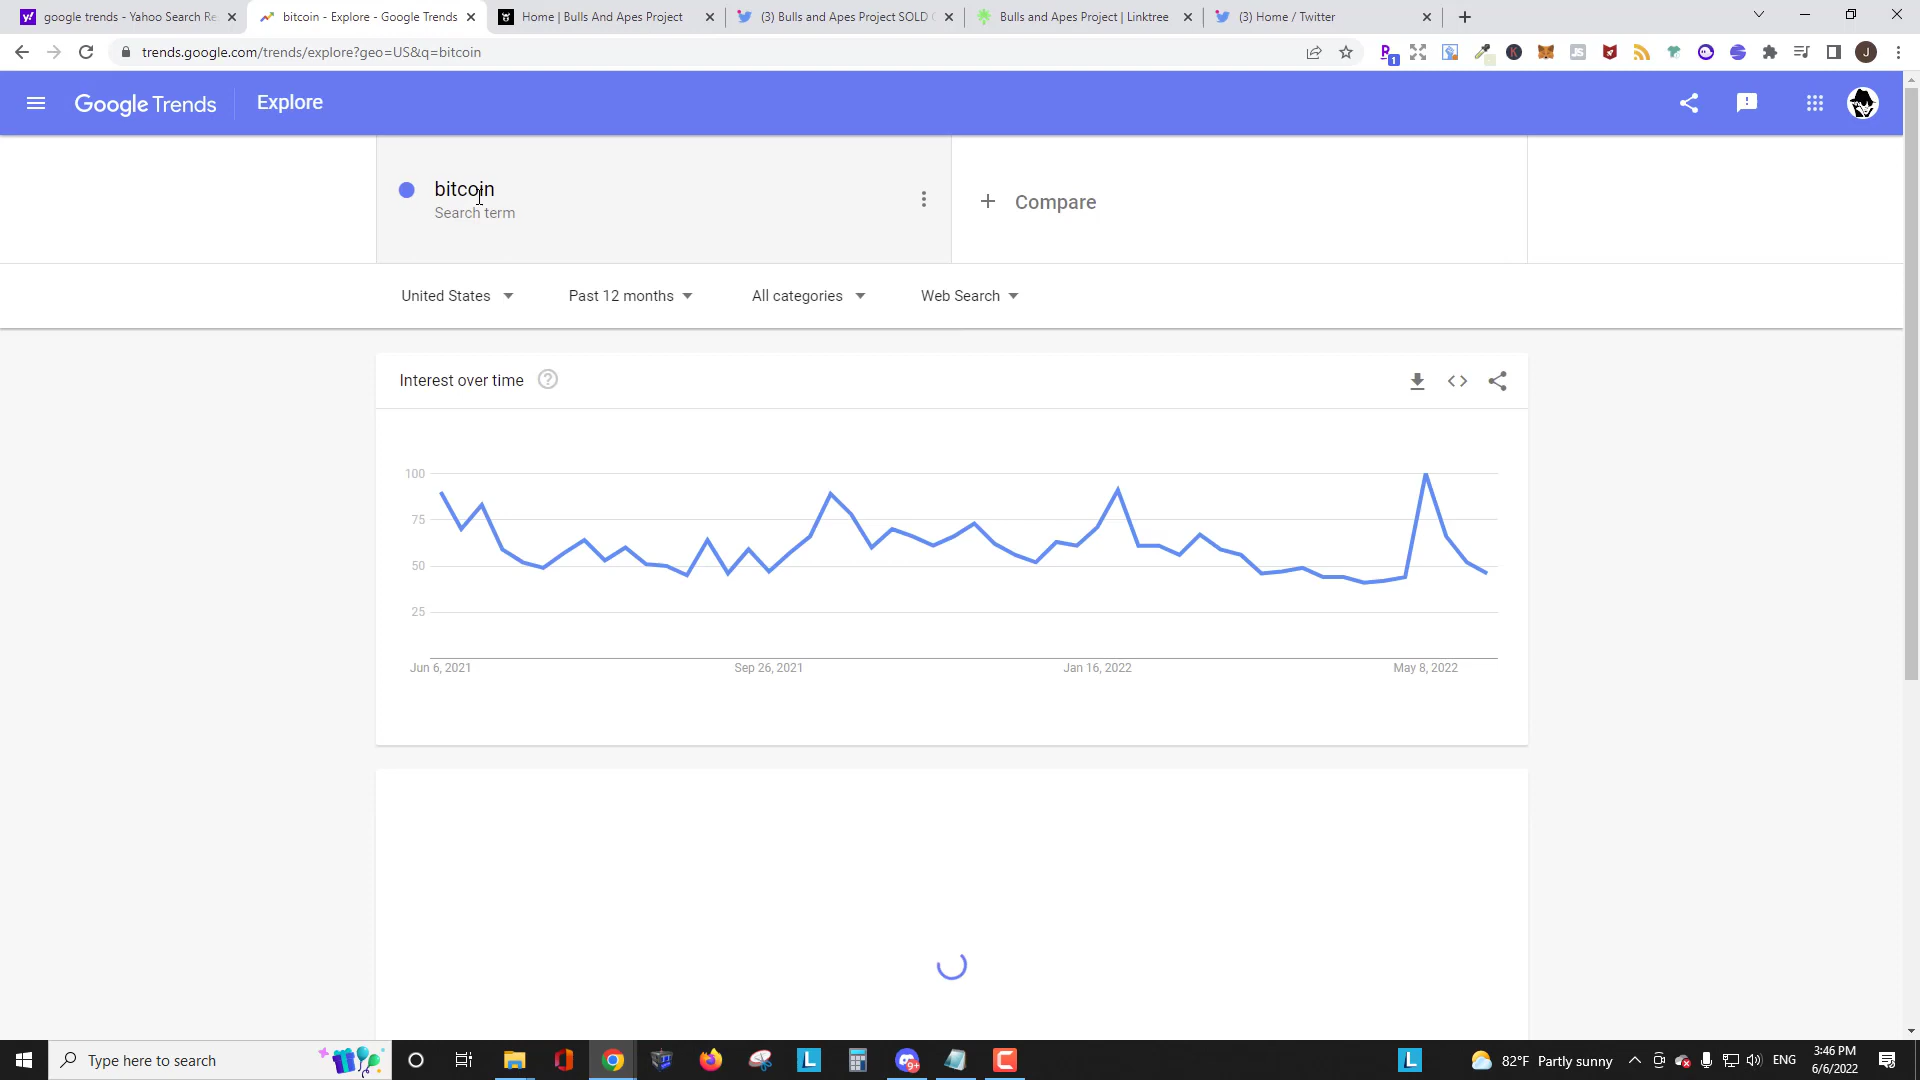 google trends - Yahoo Search Re
bitcoin - Explore - Google Trends
Home | Bulls And Apes Project
(3) Bulls and Apes Project SOLD
Bulls and Apes Project | Linktree
(3) Home / Twitter
trends.google.com/trends/explore?geo=US&q=bitcoin
1
JS
J
Google Trends
Explore
bitcoin
Search term
+ Compare
United States
Past 12 months
All categories
Web Search
Interest over time
?
100
75
50
25
Jun 6, 2021
Sep 26, 2021
Jan 16, 2022
May 8, 2022
Type here to search
L
9+
L
82°F Partly sunny
ENG
3:46 PM
6/6/2022